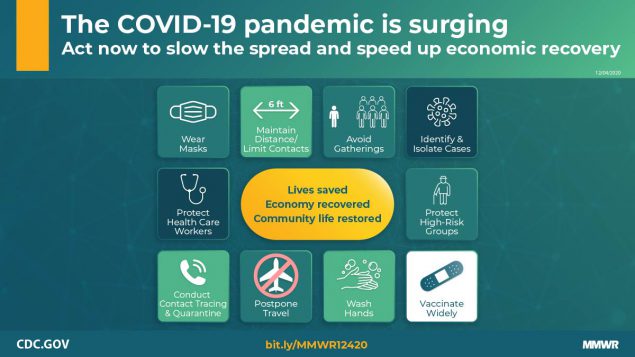 The COVID-19 pandemic is surging
Act now to slow the spread and speed up economic recovery
12/04/2020
Wear
Masks
6 ft
Maintain
Distance/
Limit Contacts
Avoid
Gatherings
Identify &
Isolate Cases
Protect
Health Care
Workers
Lives saved
Economy recovered
Community life restored
Protect
High-Risk
Groups
Conduct
Contact Tracing
& Quarantine
Postpone
Travel
Wash
Hands
Vaccinate
Widely
CDC.GOV
bit.ly/MMWR12420
MMWR